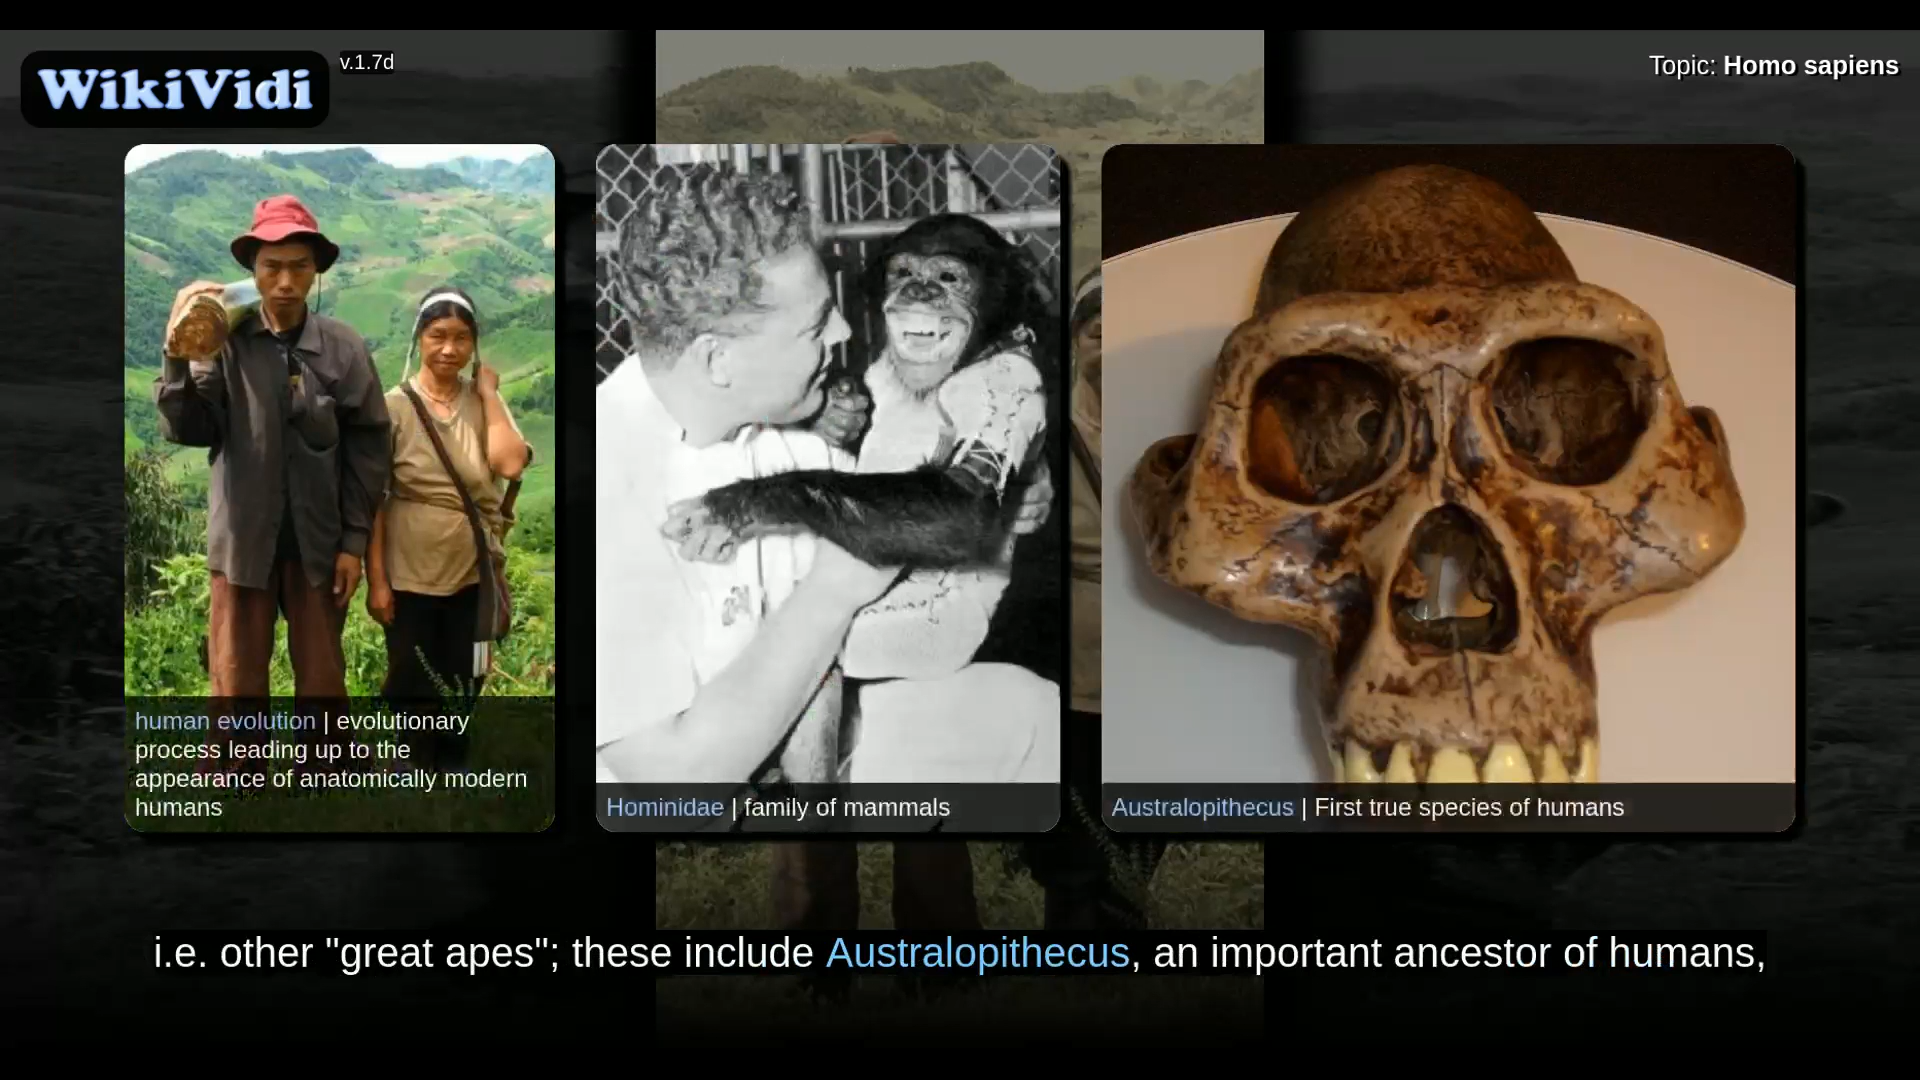 WikiVidi
v.1.7d
Topic: Homo sapiens
human evolution | evolutionary
process leading up to the
appearance of anatomically modern
humans
Hominidae | family of mammals
Australopithecus | First true species of humans
i.e. other "great apes"; these include Australopithecus, an important ancestor of humans,